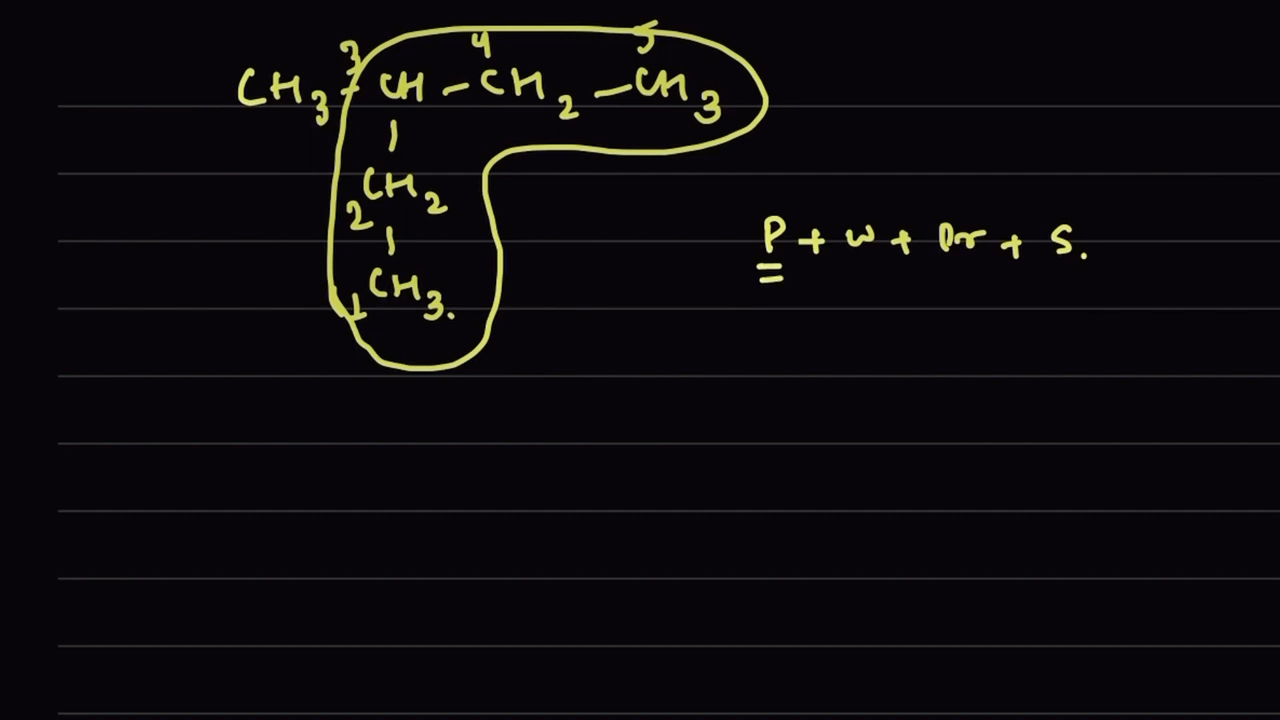 3 4 5
CH3 - CH - CH2 - CH3
|
2 CH2
|
1 CH3.
P + w + Pr + S.